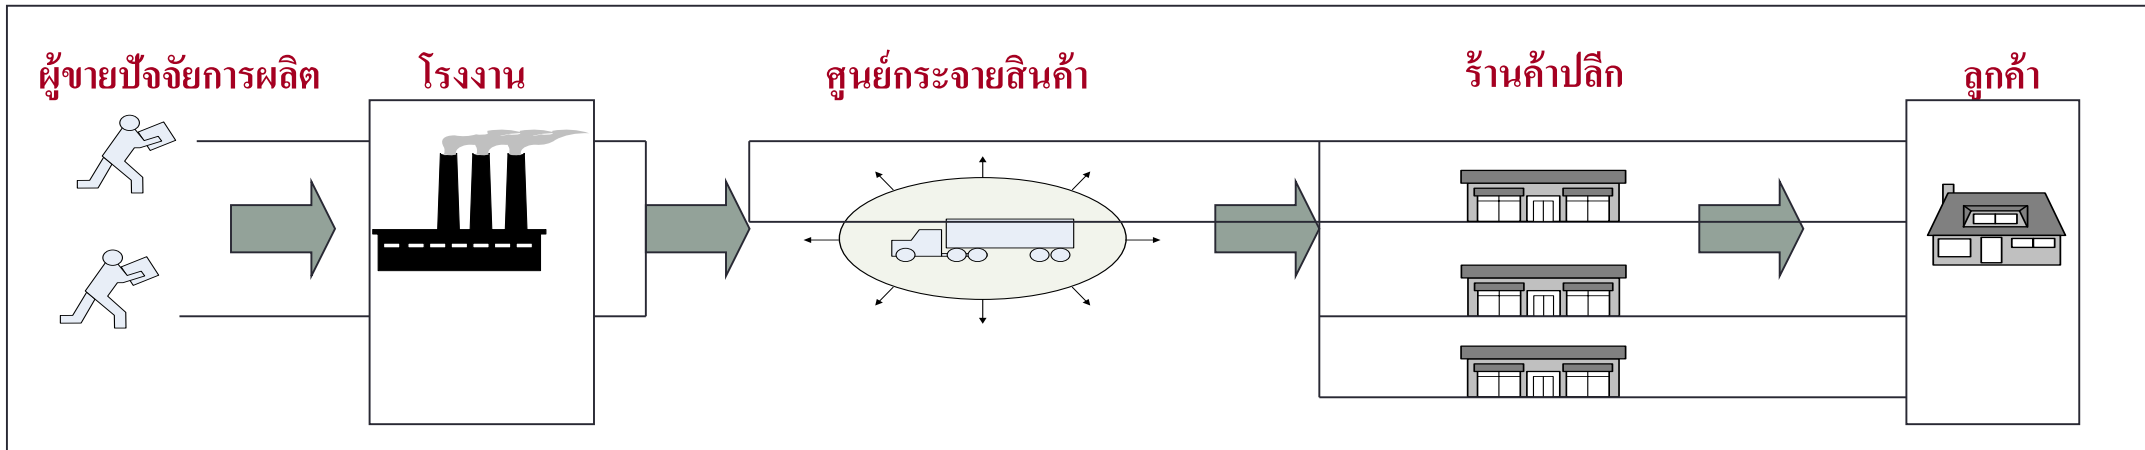 ผู้ขายปัจจัยการผลิต โรงงาน ศูนย์กระจายสินค้า ร้านค้าปลีก ลูกค้า